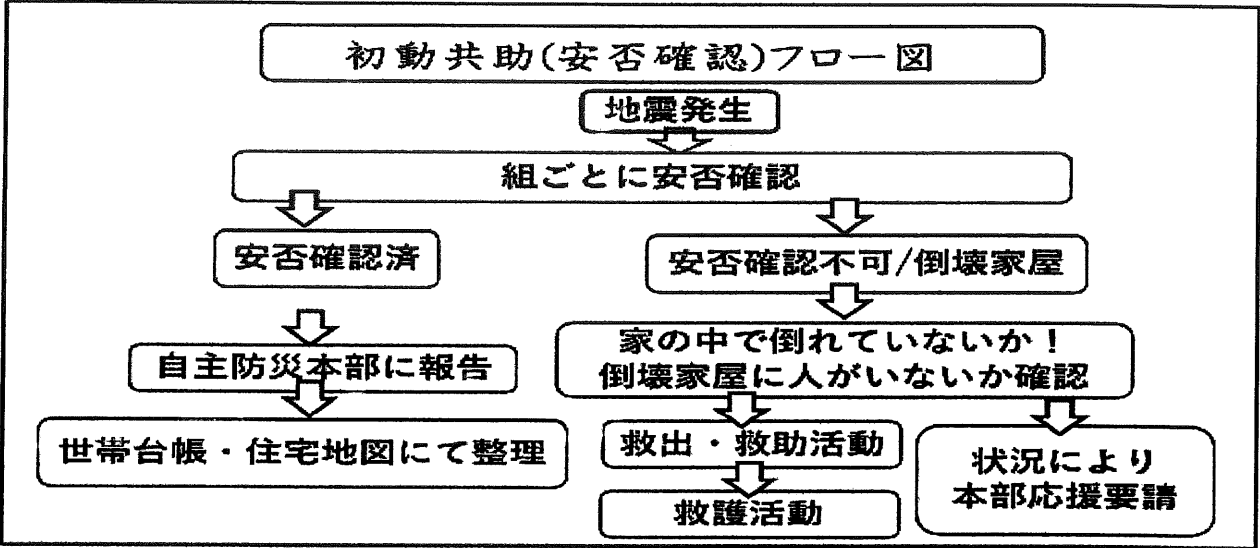 初動共助(安否確認)フロー図
地震発生
組ごとに安否確認
安否確認済
安否確認不可/倒壊家屋
自主防災本部に報告
家の中で倒れていないか！
倒壊家屋に人がいないか確認
世帯台帳・住宅地図にて整理
救出・救助活動
状況により
本部応援要請
救護活動